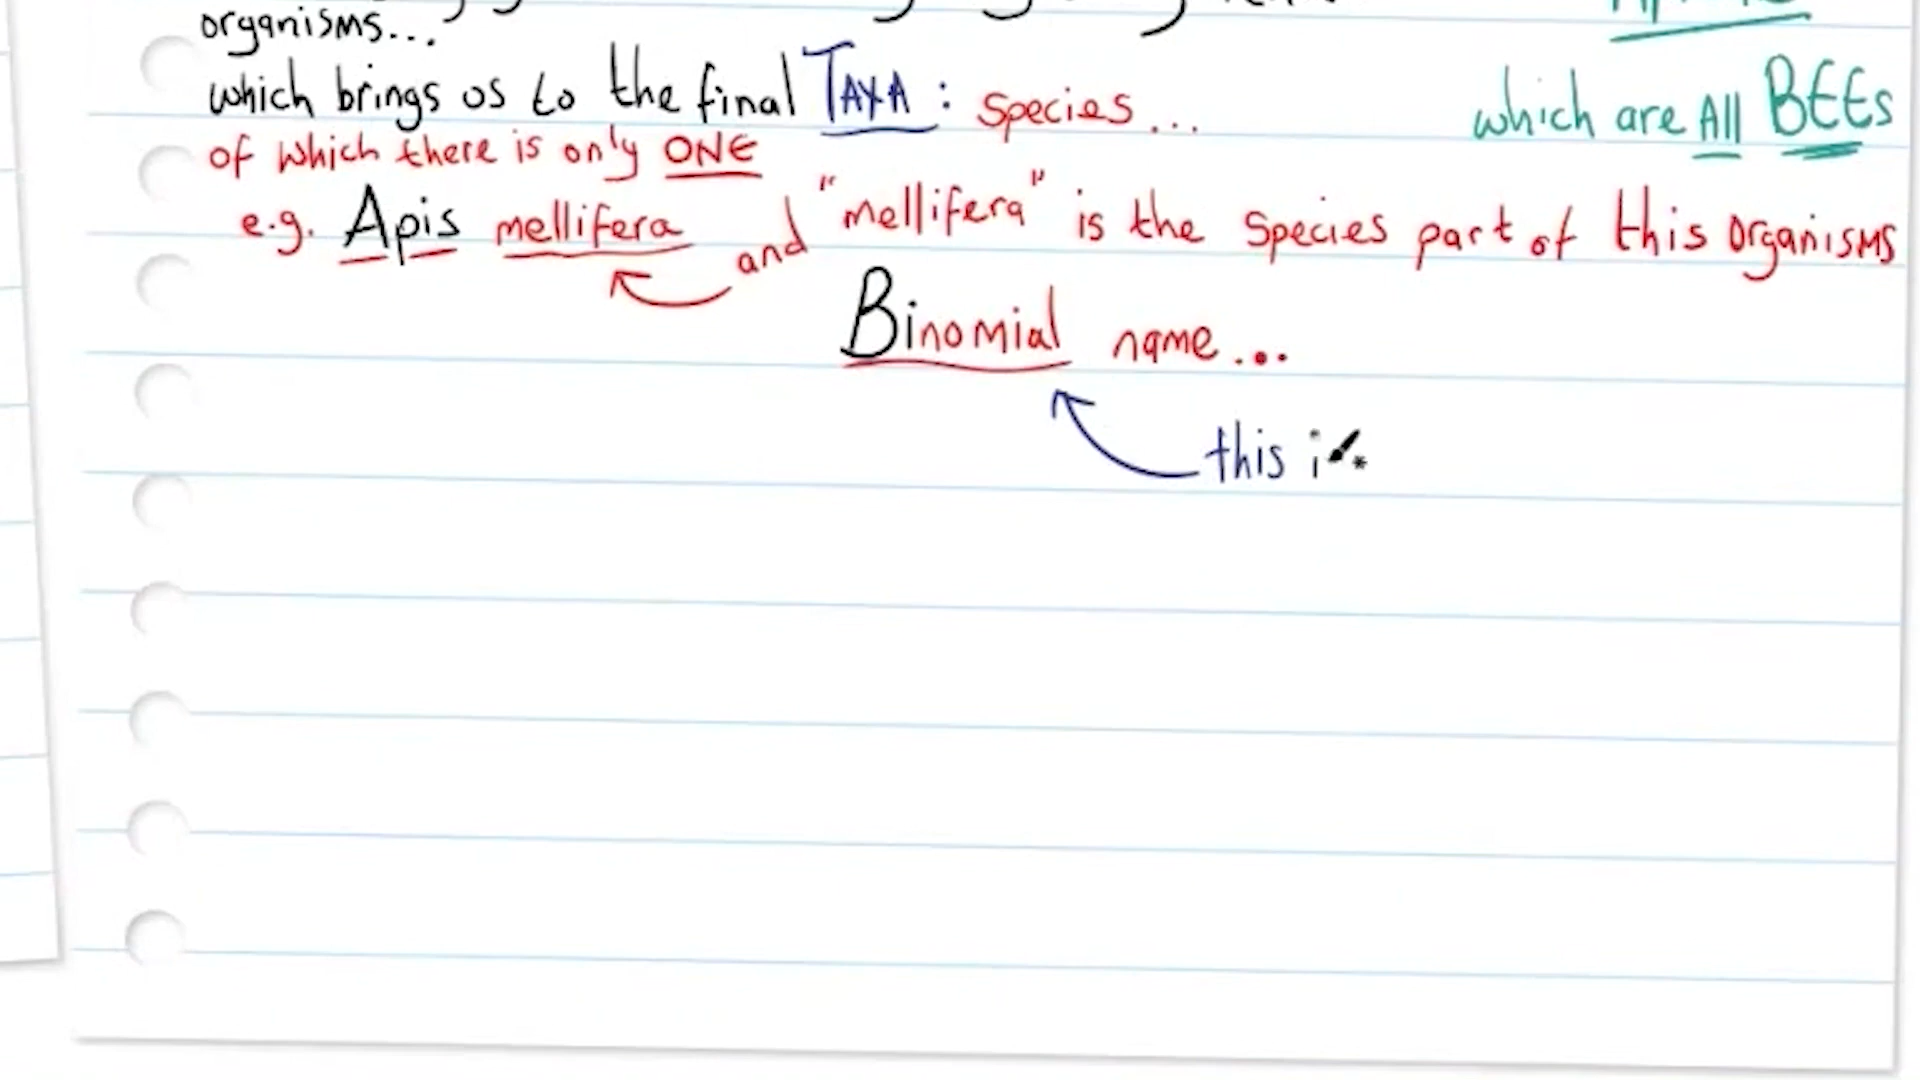 organisms...
which brings us to the final TAXA : Species...
which are All BEEs
of which there is only ONE
e.g. Apis mellifera and "mellifera" is the Species part of this organisms
Binomial name...
this i